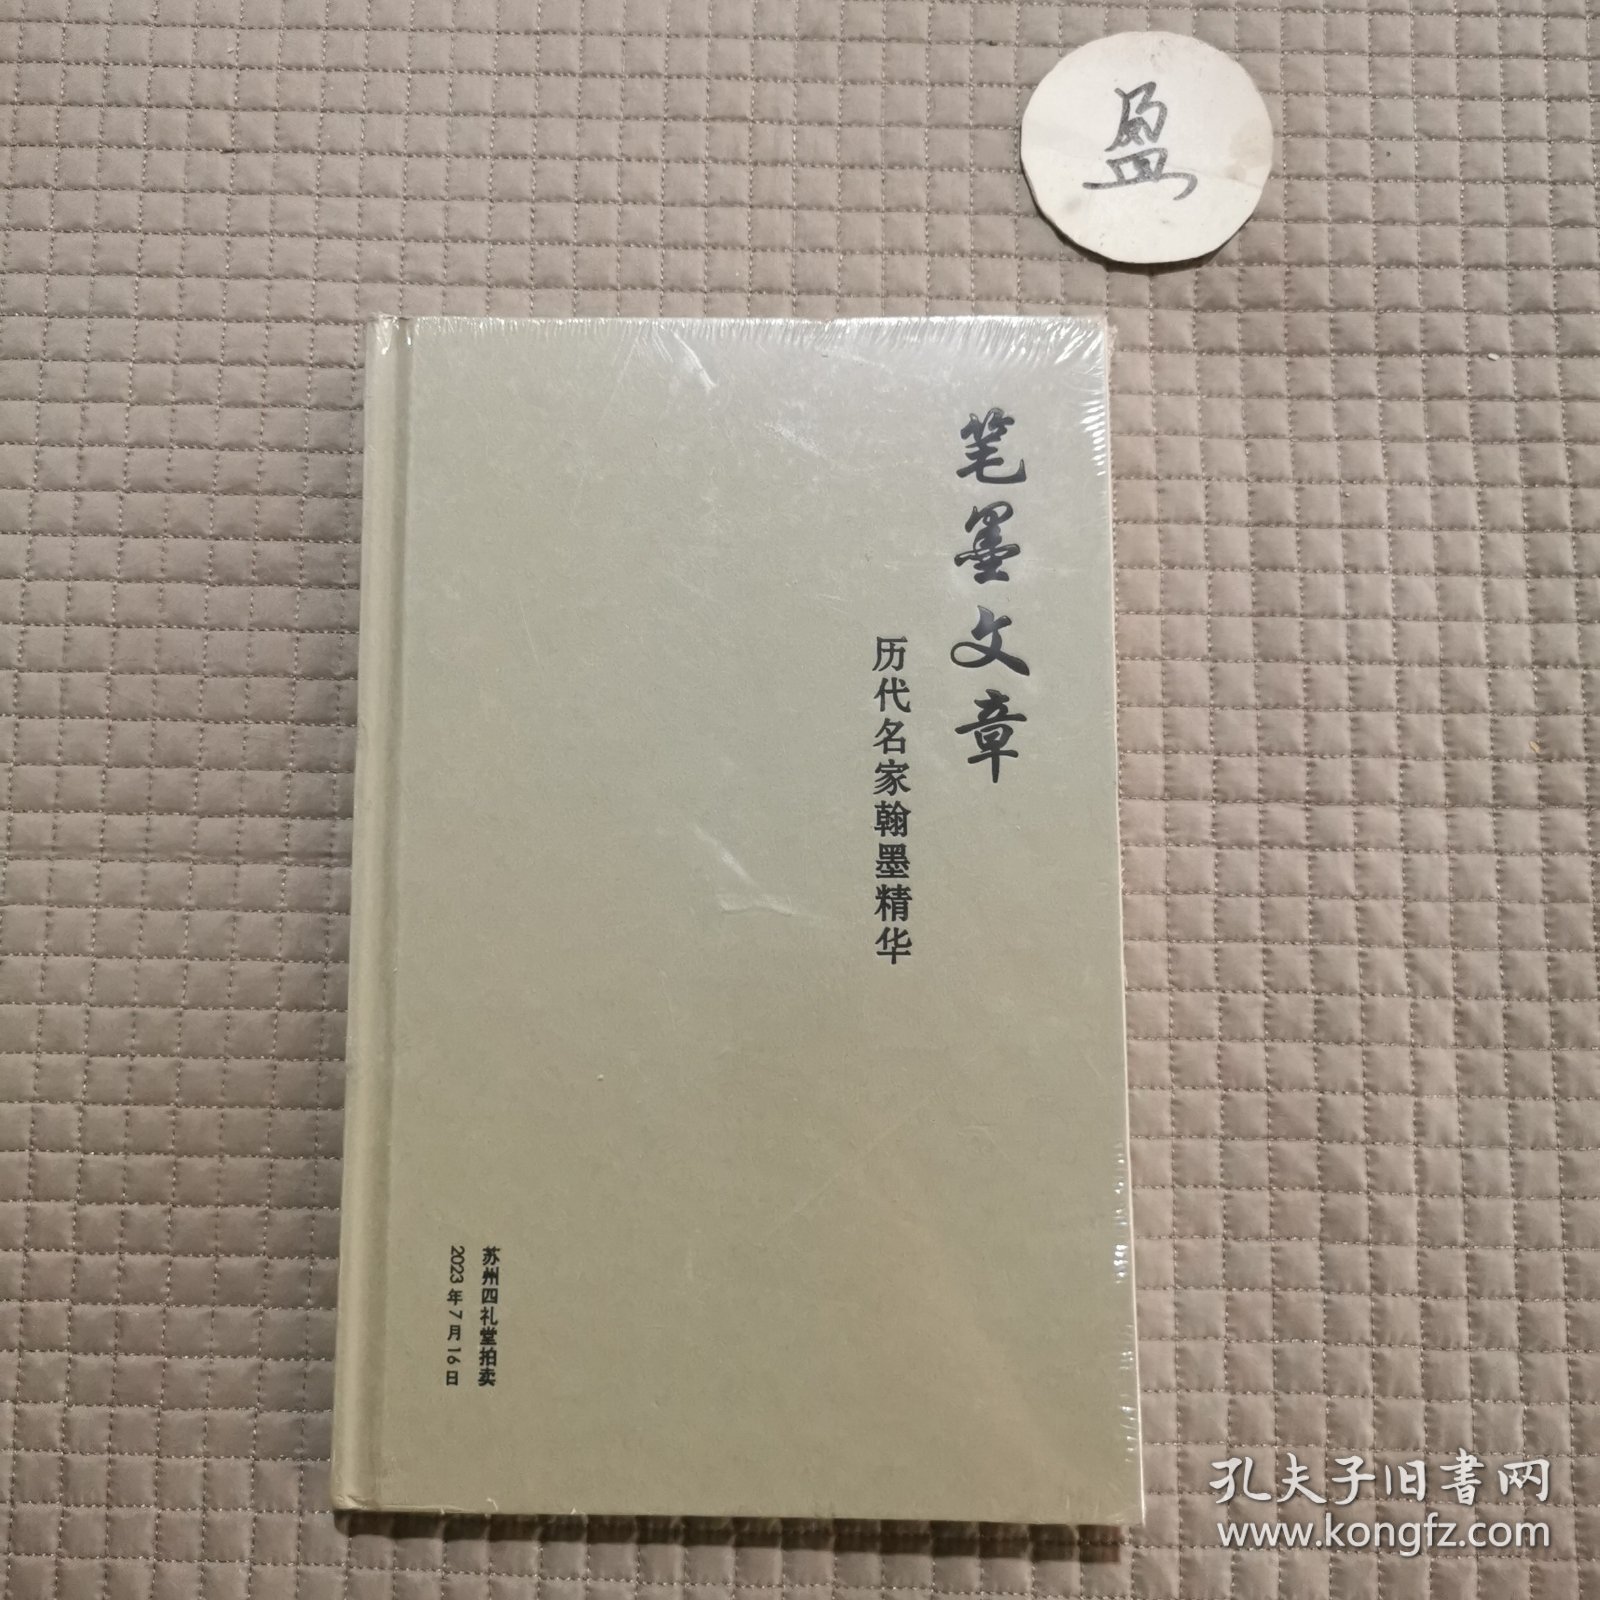 盈
笔墨文章
历代名家翰墨精华
苏州四礼堂拍卖
2023年7月16日
孔夫子旧书网
www.kongfz.com